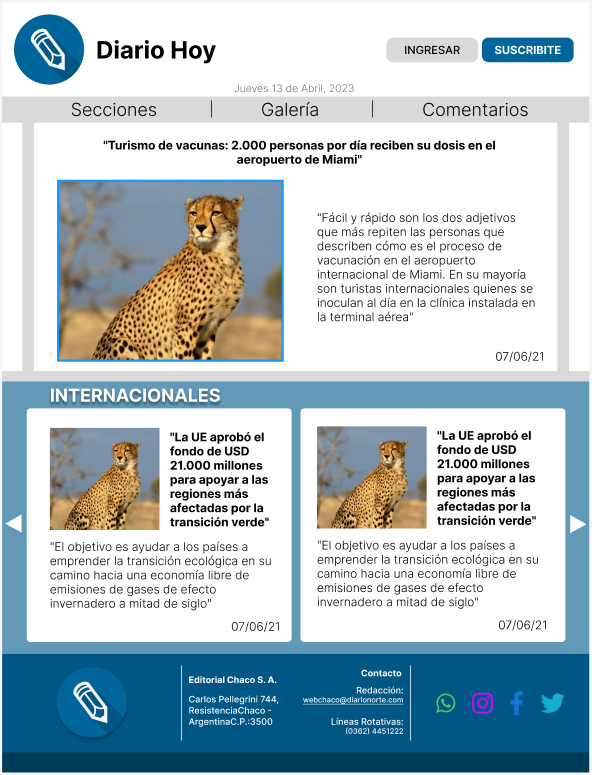 Diario Hoy
INGRESAR
SUSCRIBITE
Jueves 13 de Abril, 2023
Secciones
Galería
Comentarios
"Turismo de vacunas: 2.000 personas por día reciben su dosis en el
aeropuerto de Miami"
"Fácil y rápido son los dos adjetivos
que más repiten las personas que
describen cómo es el proceso de
vacunación en el aeropuerto
internacional de Miami. En su mayoría
son turistas internacionales quienes se
inoculan al día en la clínica instalada en
la terminal aérea"
07/06/21
INTERNACIONALES
"La UE aprobó el
fondo de USD
21.000 millones
para apoyar a las
regiones más
afectadas por la
transición verde"
"El objetivo es ayudar a los países a
emprender la transición ecológica en su
camino hacia una economía libre de
emisiones de gases de efecto
invernadero a mitad de siglo"
07/06/21
"La UE aprobó el
fondo de USD
21.000 millones
para apoyar a las
regiones más
afectadas por la
transición verde"
"El objetivo es ayudar a los países a
emprender la transición ecológica en su
camino hacia una economía libre de
emisiones de gases de efecto
invernadero a mitad de siglo"
07/06/21
Editorial Chaco S. A.
Carlos Pellegrini 744,
ResistenciaChaco -
ArgentinaC.P.:3500
Contacto
Redacción:
webchaco@diarionorte.com
Líneas Rotativas:
(0362) 4451222